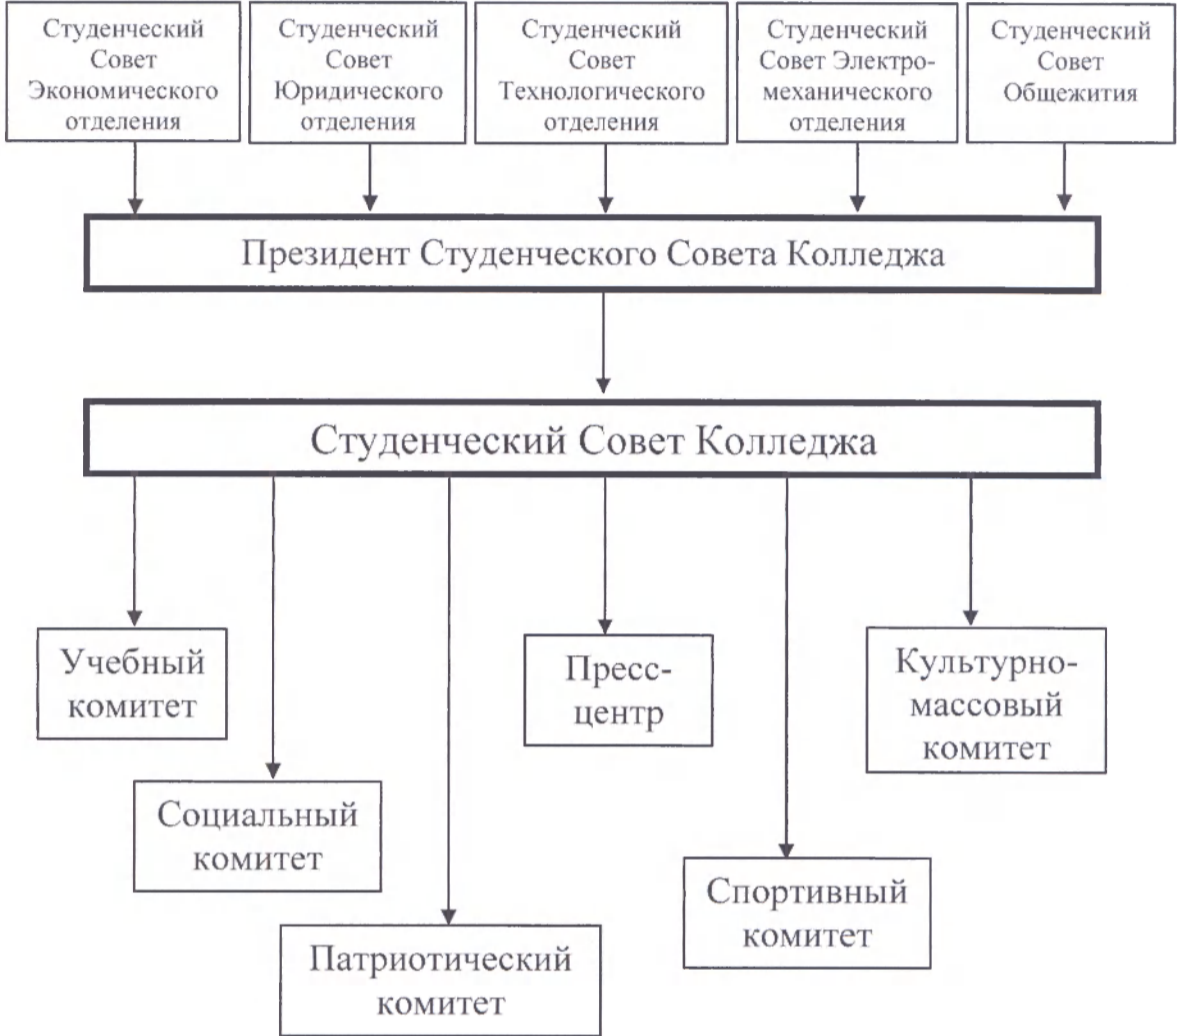 Студенческий
Совет
Экономического
отделения
Студенческий
Совет
Юридического
отделения
Студенческий
Совет
Технологического
отделения
Студенческий
Совет Электро-
механического
отделения
Студенческий
Совет
Общежития
Президент Студенческого Совета Колледжа
Студенческий Совет Колледжа
Учебный
комитет
Пресс-
центр
Культурно-
массовый
комитет
Социальный
комитет
Спортивный
комитет
Патриотический
комитет